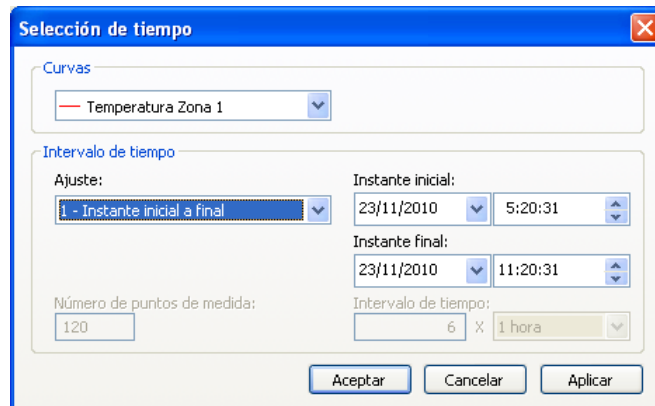 Selección de tiempo
Curvas
Temperatura Zona 1
Intervalo de tiempo
Ajuste:
1 - Instante inicial a final
Instante inicial:
23/11/2010 5:20:31
Instante final:
23/11/2010 11:20:31
Número de puntos de medida:
120
Intervalo de tiempo:
6 X 1 hora
Aceptar Cancelar Aplicar